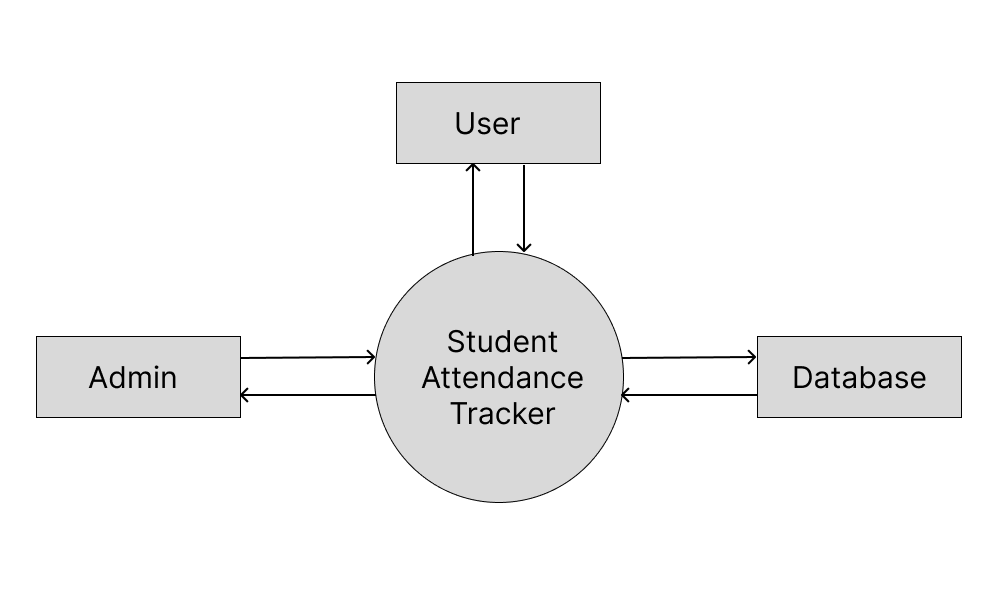 User
Admin
Student
Attendance
Tracker
Database